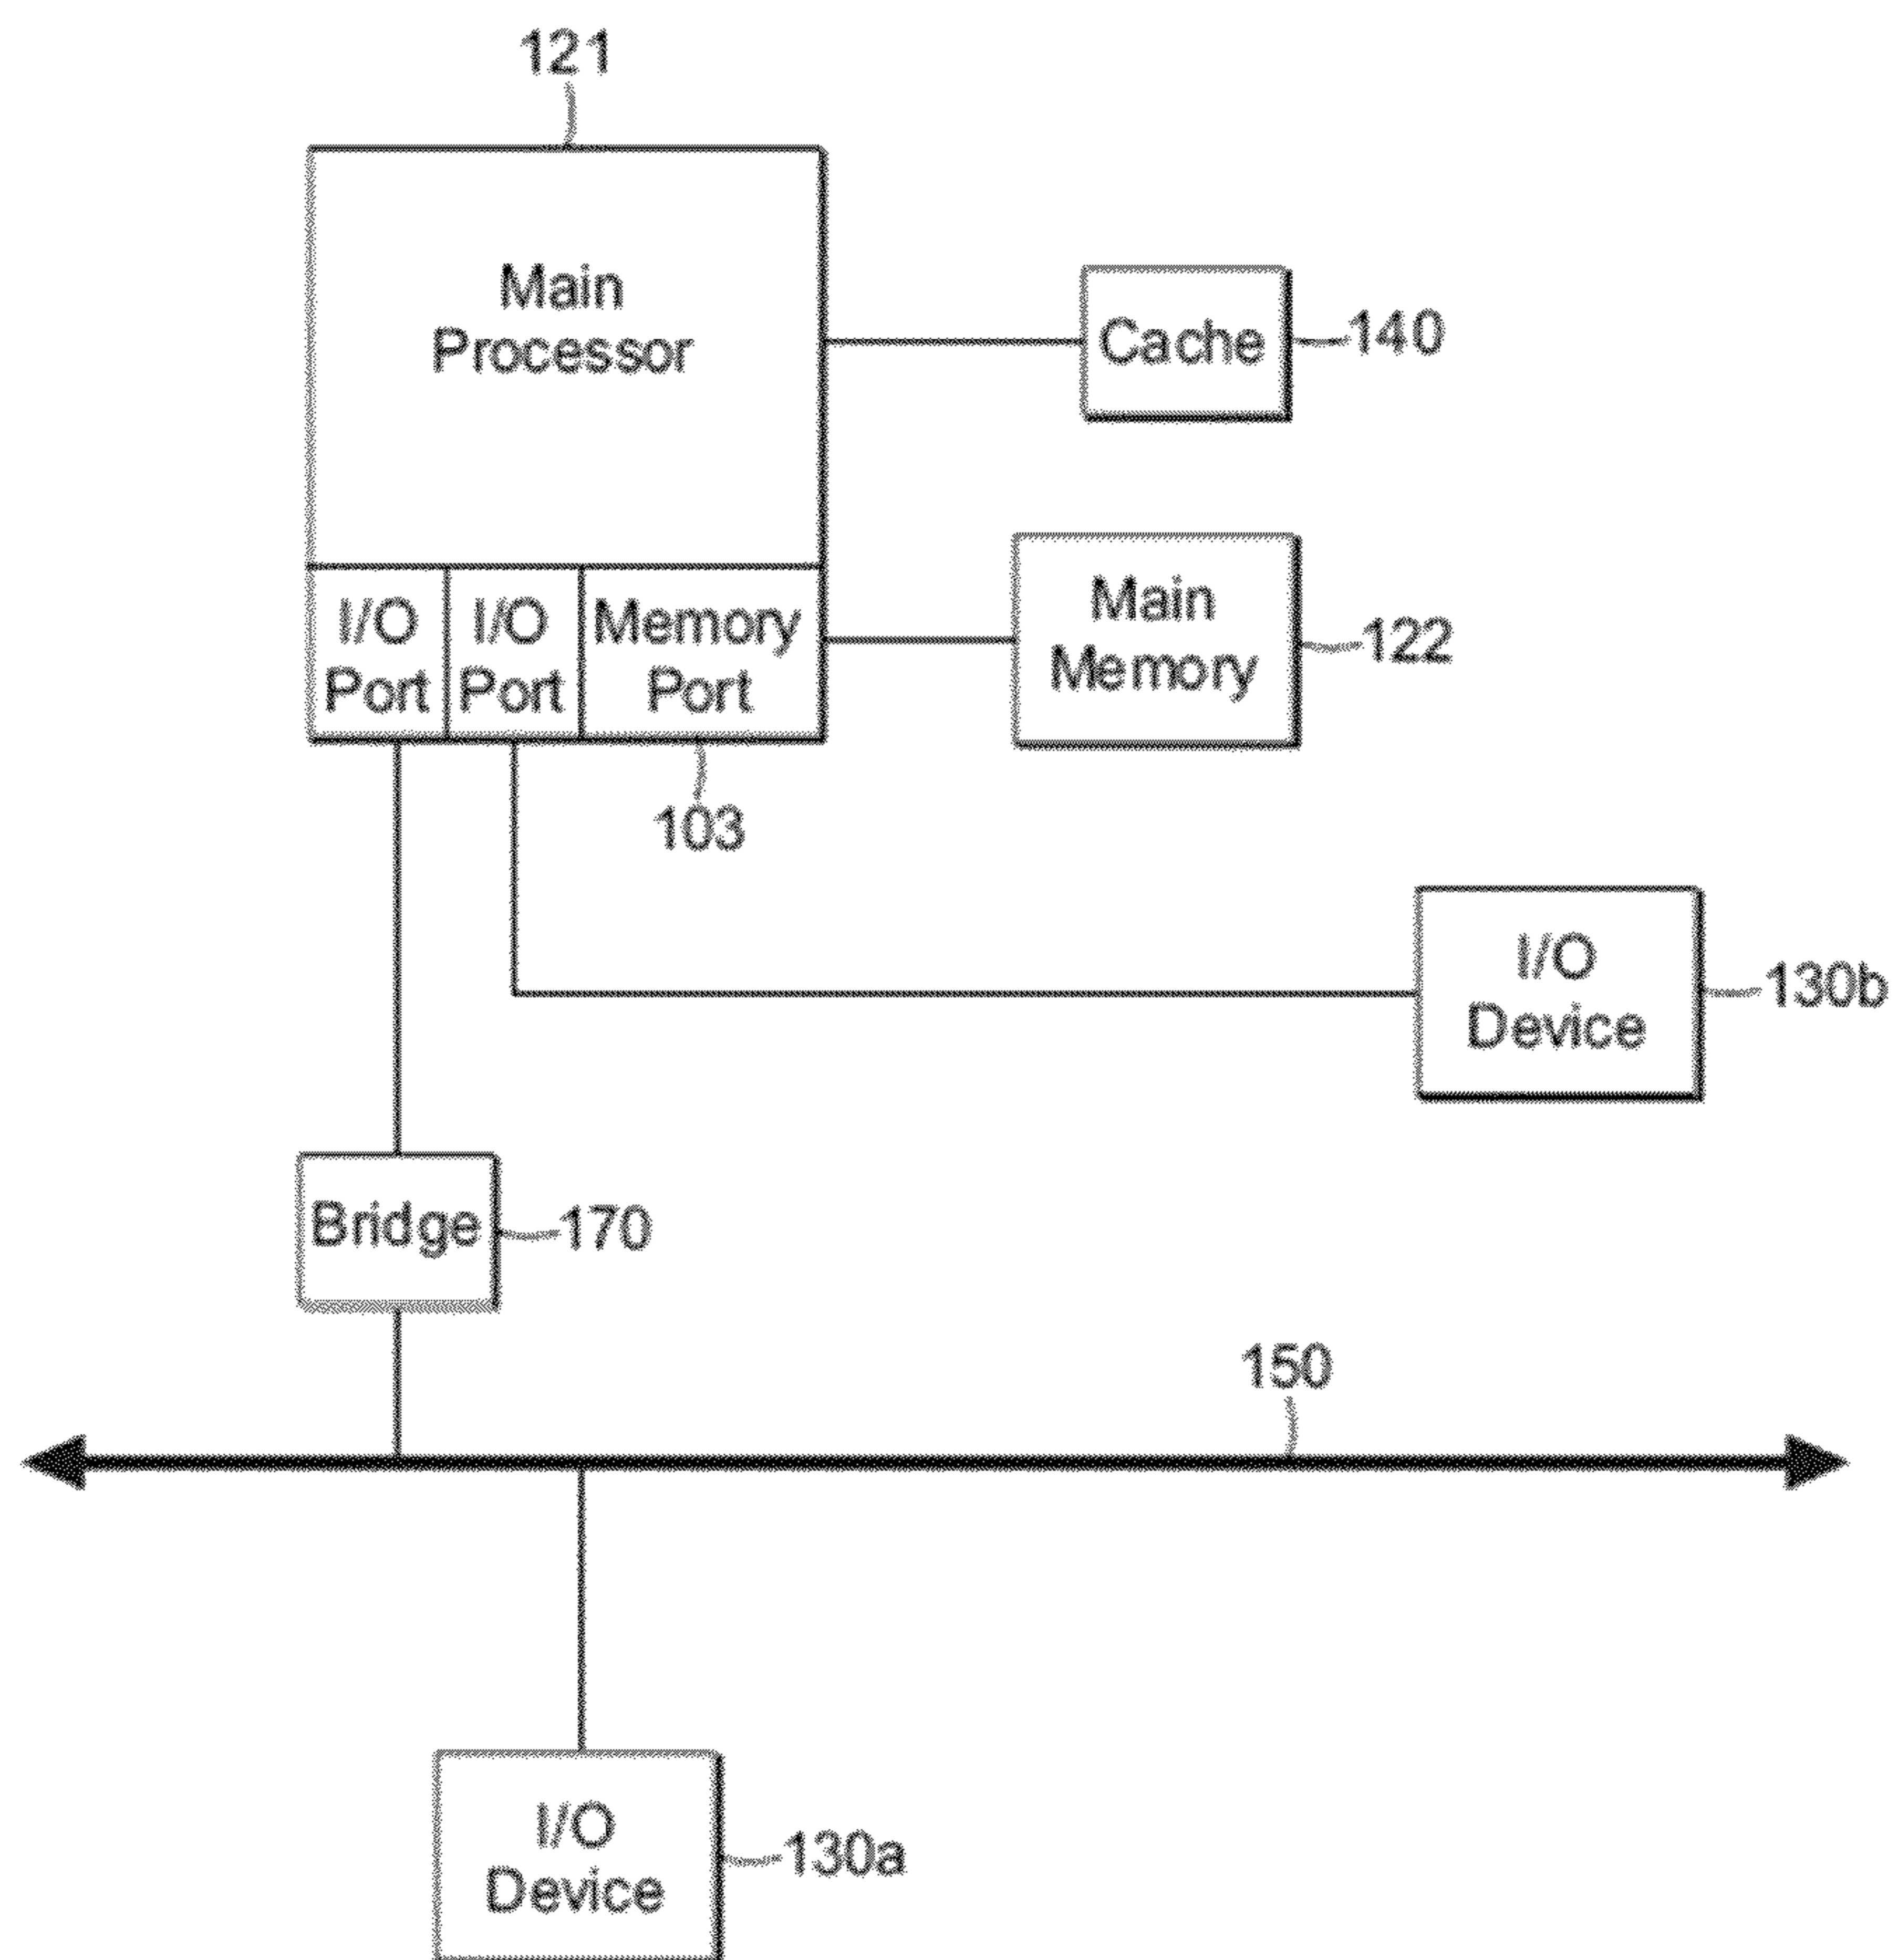 121
Main
Processor
Cache
140
I/O
Port
I/O
Port
Memory
Port
Main
Memory
122
103
I/O
Device
130b
Bridge
170
150
I/O
Device
130a